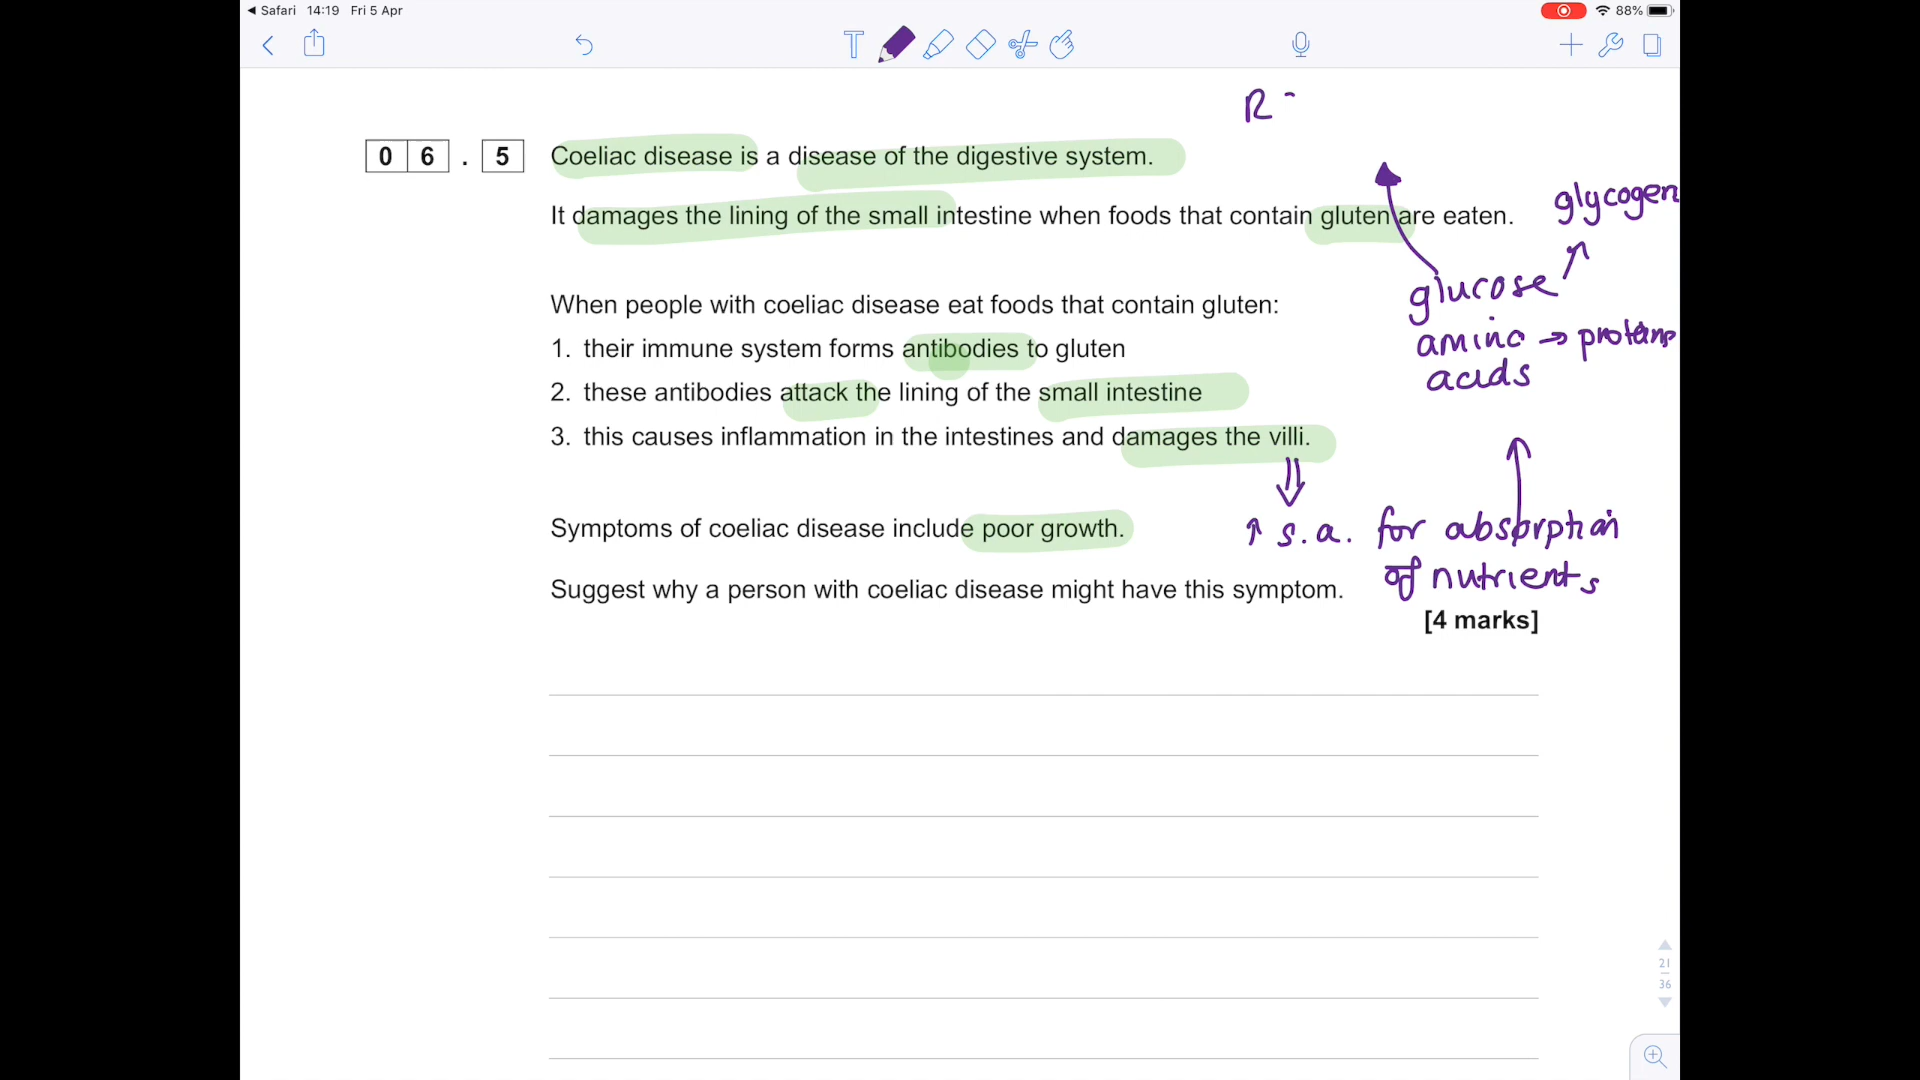 Safari 14:19 Fri 5 Apr
88%
R -
0 6 . 5 Coeliac disease is a disease of the digestive system.
glycogen
It damages the lining of the small intestine when foods that contain gluten are eaten.
glucose
When people with coeliac disease eat foods that contain gluten:
amino → proteins
1. their immune system forms antibodies to gluten
acids
2. these antibodies attack the lining of the small intestine
3. this causes inflammation in the intestines and damages the villi.
Symptoms of coeliac disease include poor growth.
↑ s.a. for absorption
of nutrients
Suggest why a person with coeliac disease might have this symptom.
[4 marks]
21
36